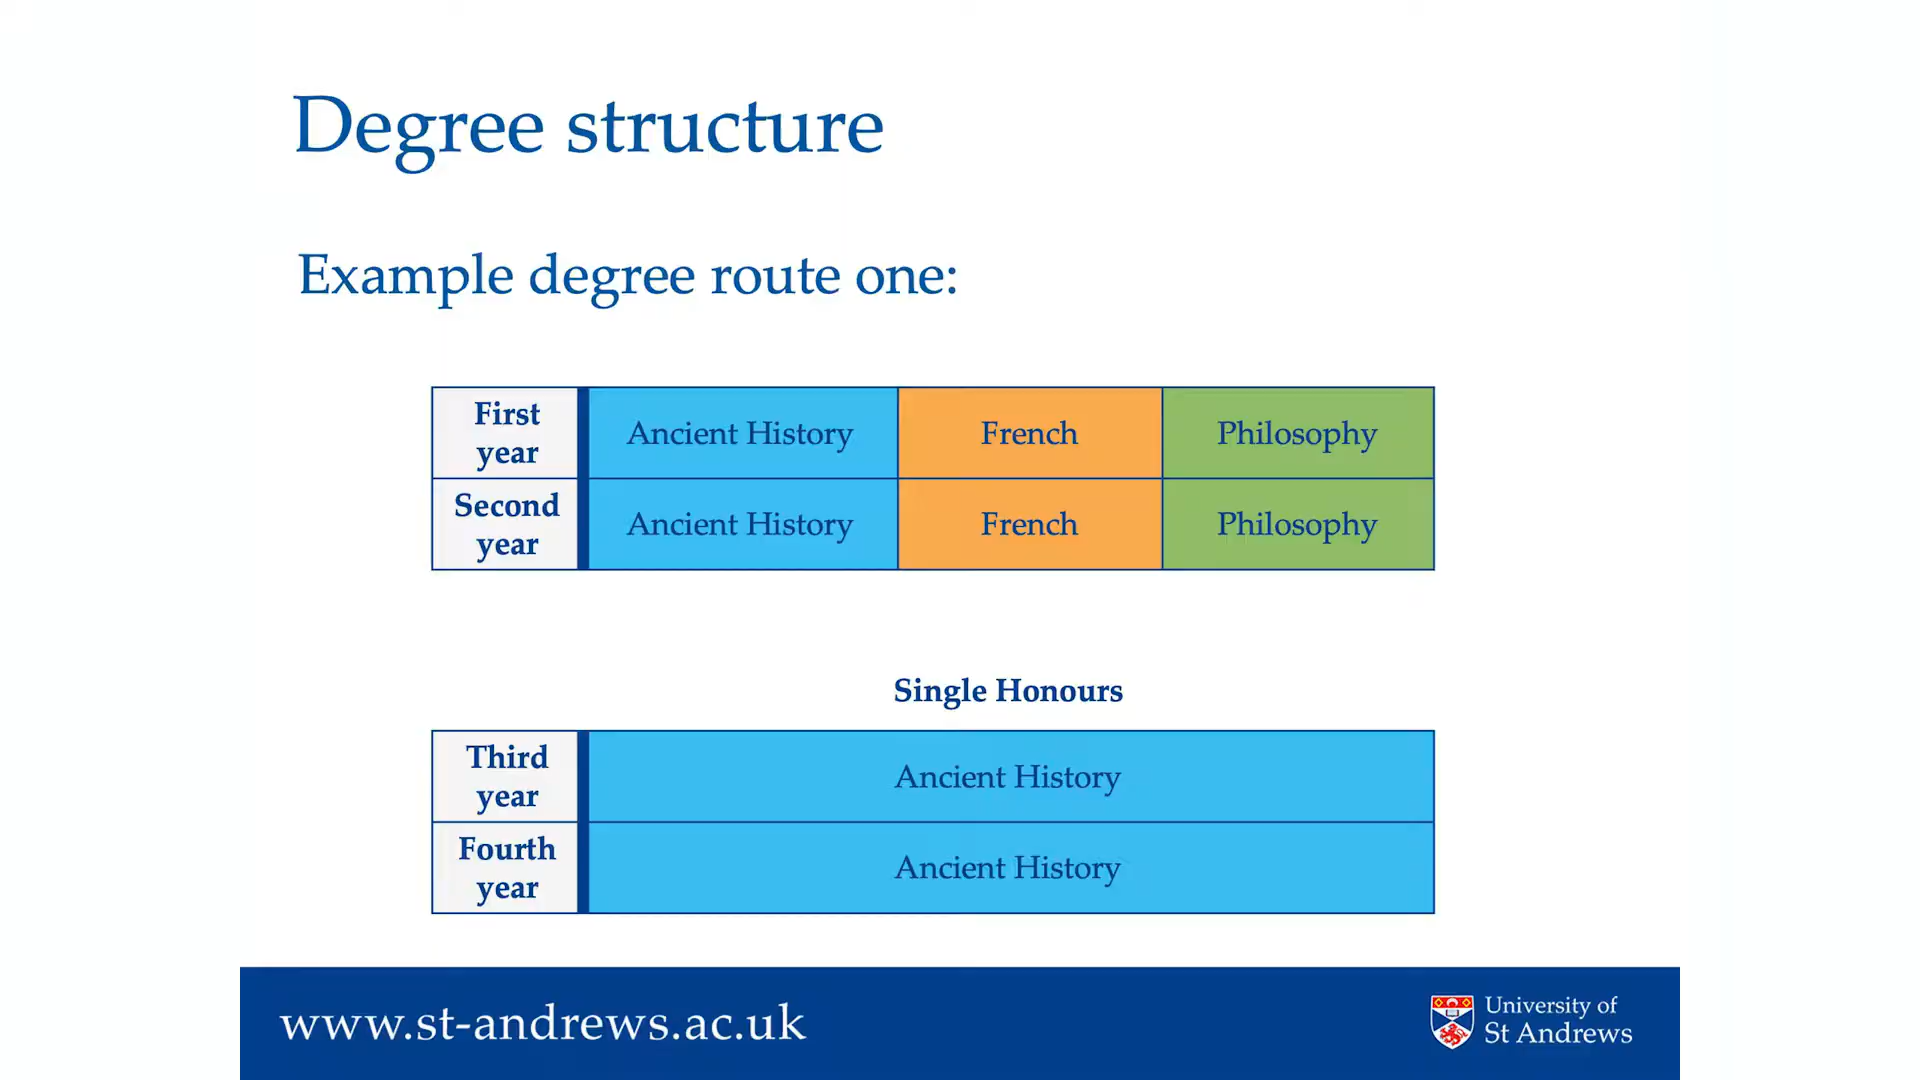 Degree structure
Example degree route one:
First
year
Ancient History
French
Philosophy
Second
year
Ancient History
French
Philosophy
Single Honours
Third
year
Ancient History
Fourth
year
Ancient History
www.st-andrews.ac.uk
University of
St Andrews